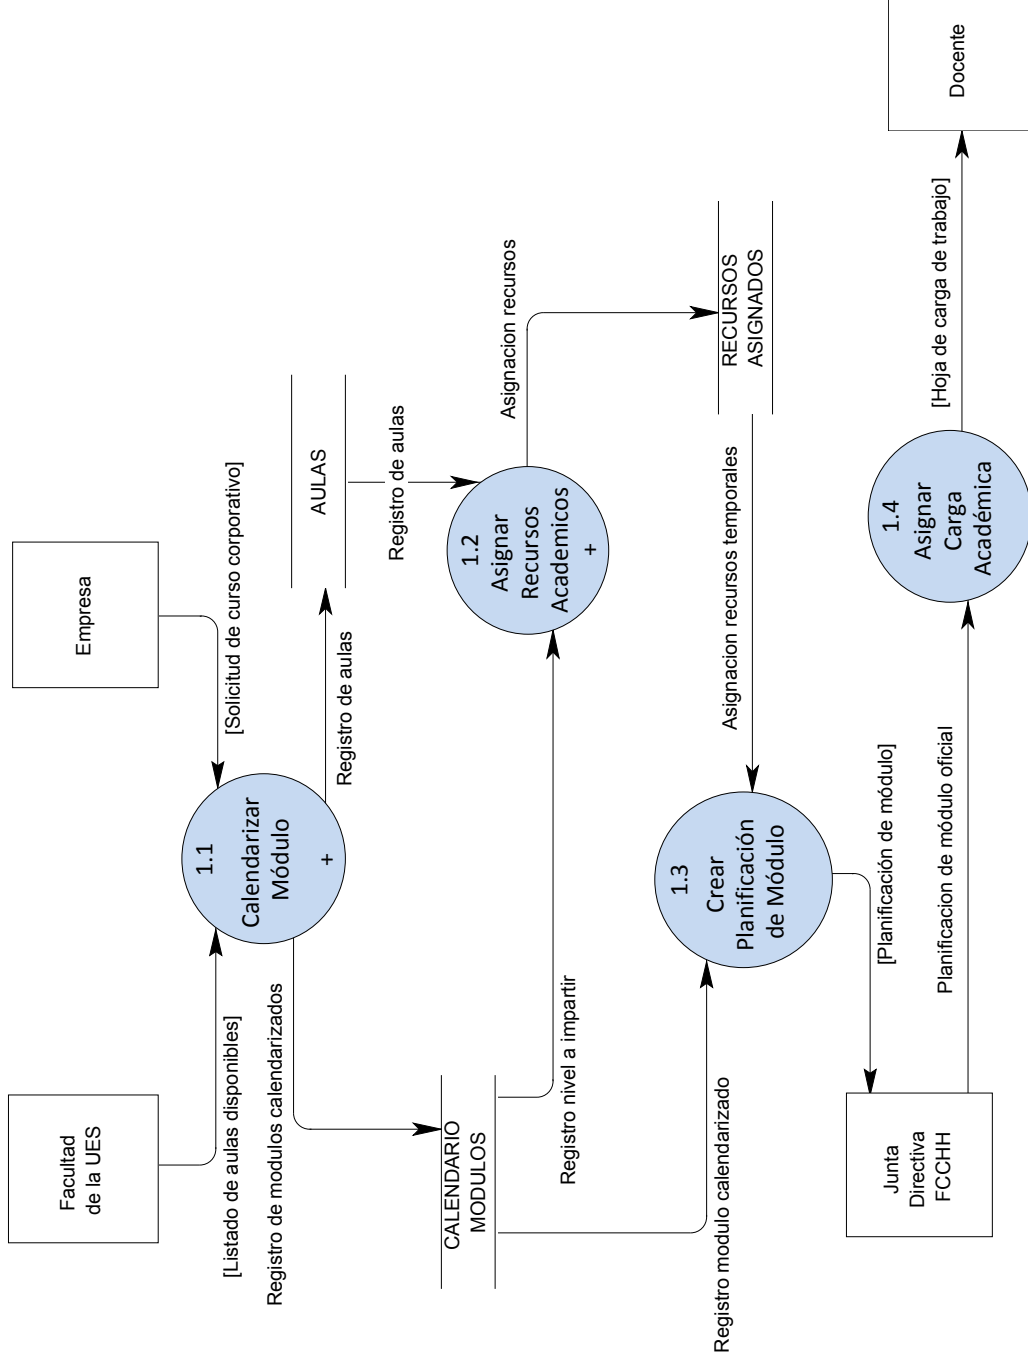 Facultad
de la UES
[Listado de aulas disponibles]
Empresa
[Solicitud de curso corporativo]
1.1
Calendarizar
Módulo
+
Registro de modulos calendarizados
Registro de aulas
AULAS
Registro de aulas
CALENDARIO
MODULOS
Registro nivel a impartir
1.2
Asignar
Recursos
Academicos
+
Asignacion recursos
RECURSOS
ASIGNADOS
Asignacion recursos temporales
Registro modulo calendarizado
1.3
Crear
Planificación
de Módulo
[Planificación de módulo]
Junta
Directiva
FCCHH
Planificacion de módulo oficial
1.4
Asignar
Carga
Académica
[Hoja de carga de trabajo]
Docente